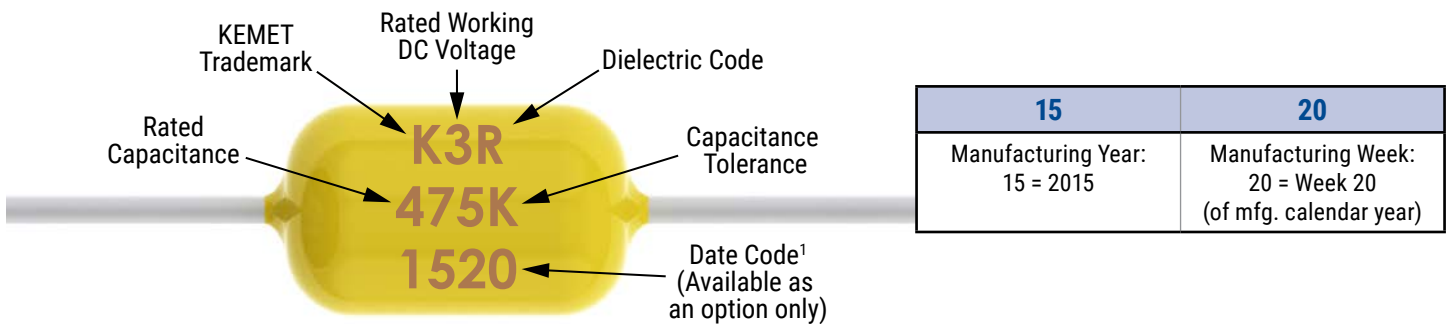 KEMET
Trademark
Rated Working
DC Voltage
Dielectric Code
Rated
Capacitance
Capacitance
Tolerance
K3R
475K
1520
Date Code¹
(Available as
an option only)
15
20
Manufacturing Year:
15 = 2015
Manufacturing Week:
20 = Week 20
(of mfg. calendar year)